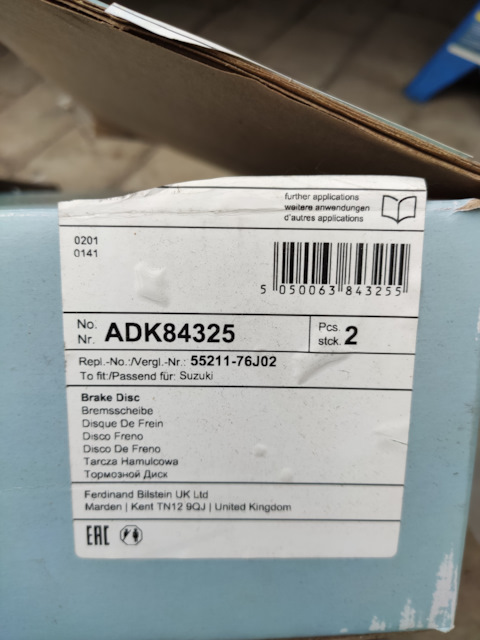 further applications
weitere anwendungen
d'autres applications
0201
0141
5 050063 843255
No.
Nr. ADK84325
Pcs.
stck. 2
Repl.-No.:/Vergl.-Nr.: 55211-76J02
To fit:/Passend für: Suzuki
Brake Disc
Bremsscheibe
Disque De Frein
Disco Freno
Disco De Freno
Tarcza Hamulcowa
Тормозной Диск
Ferdinand Bilstein UK Ltd
Marden | Kent TN12 9QJ | United Kingdom
EAC